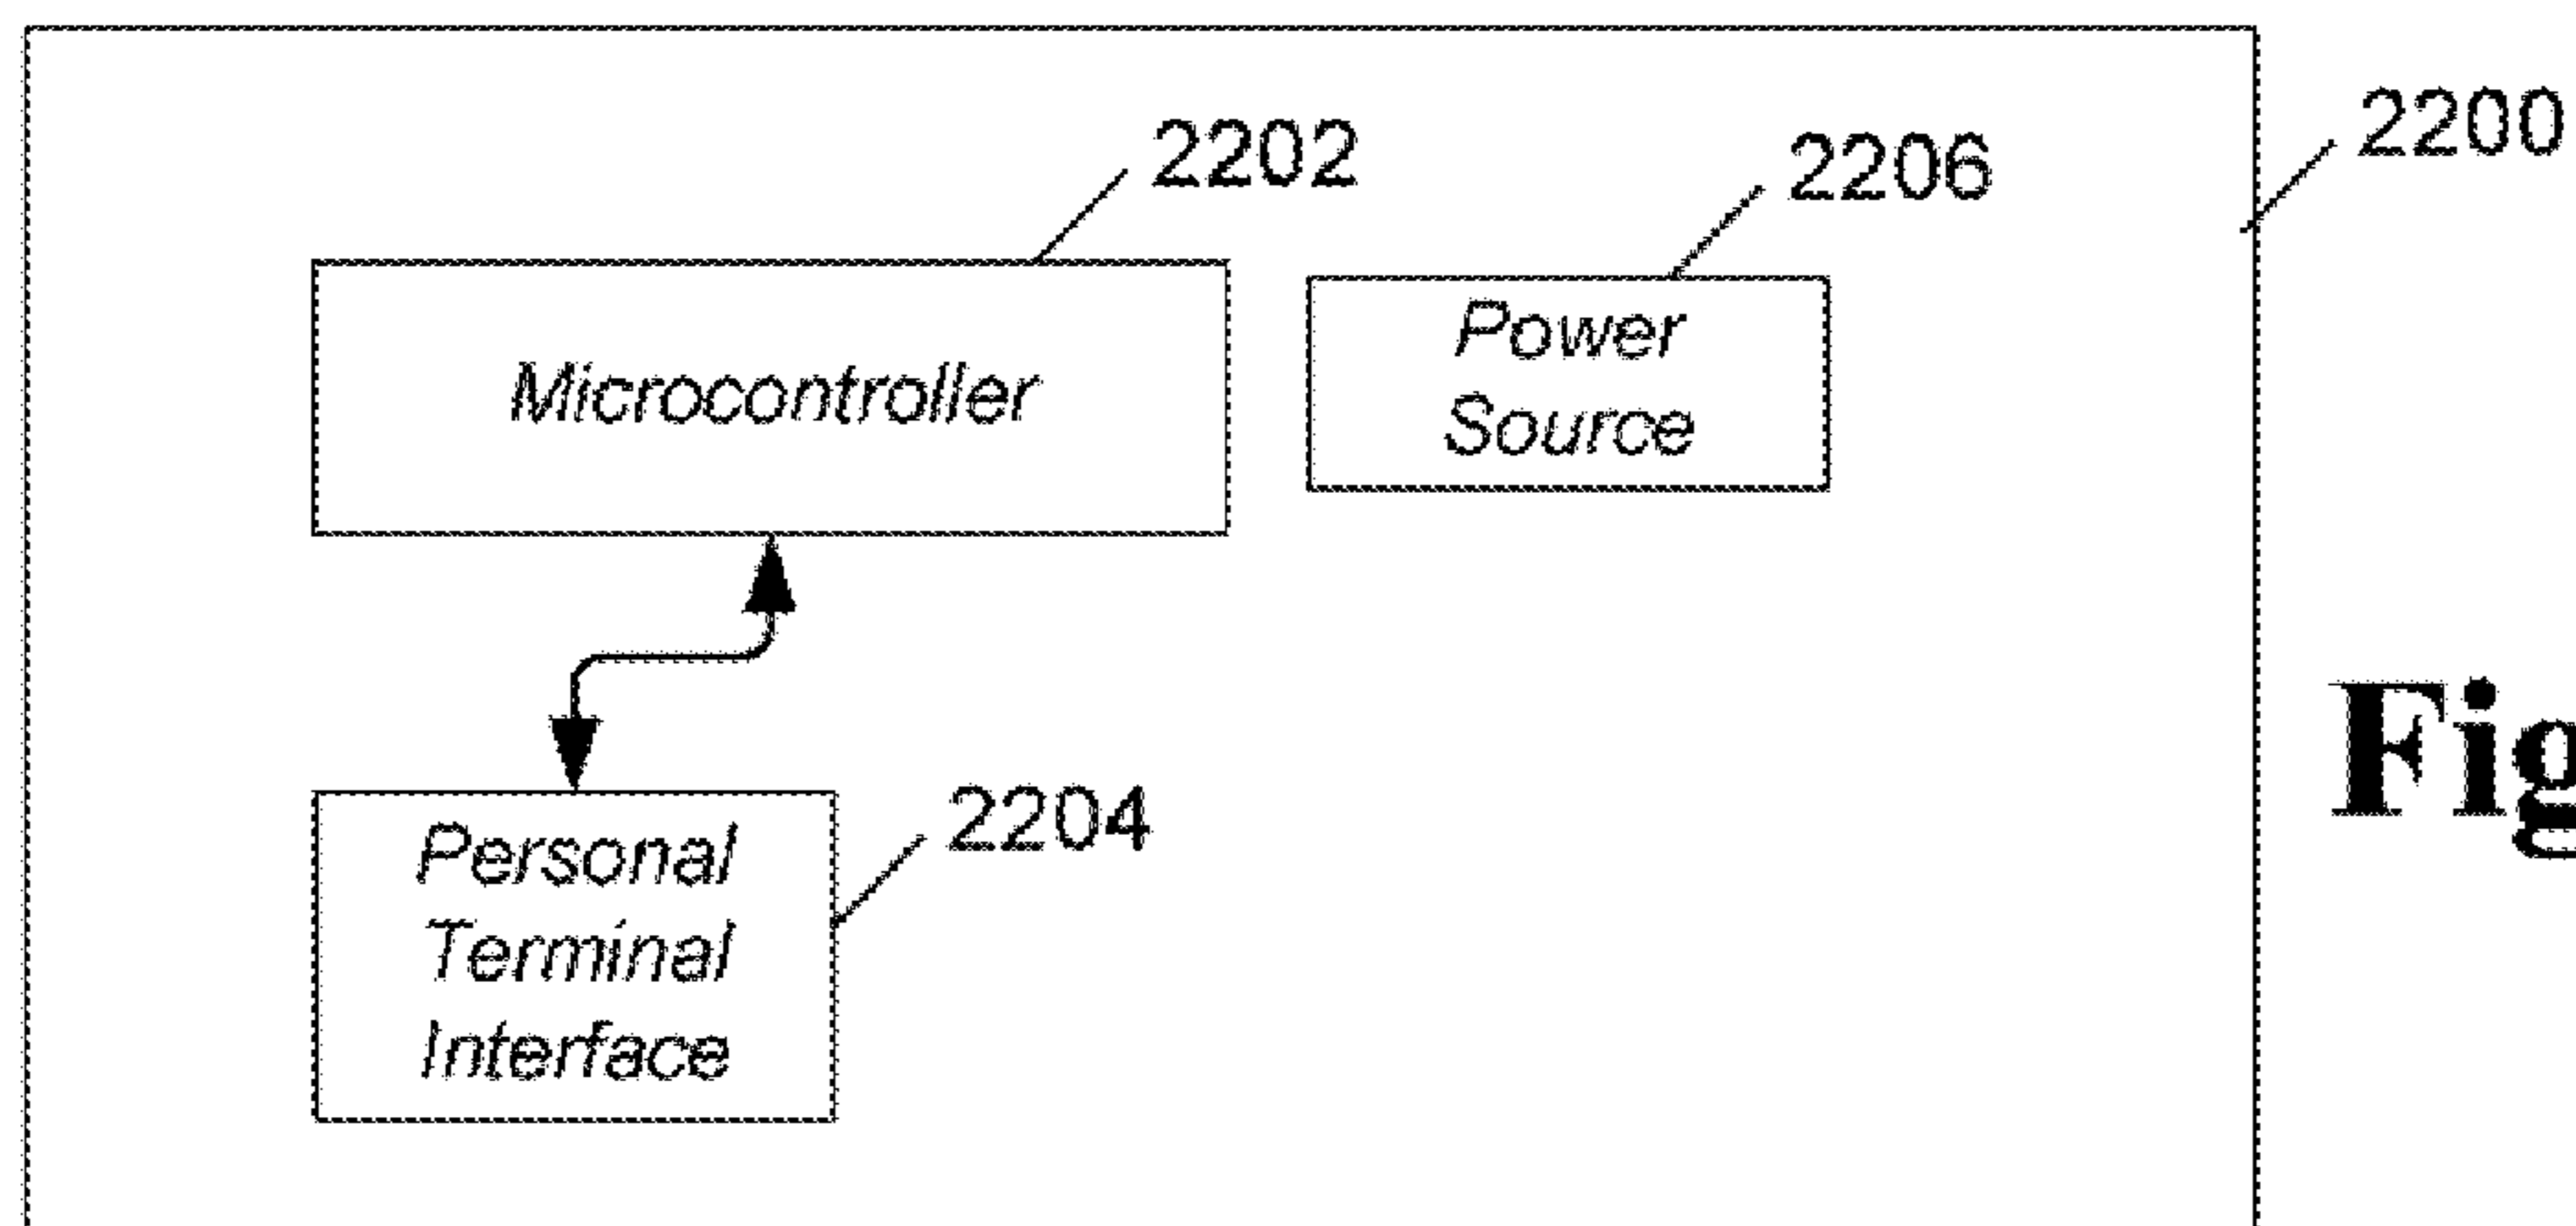 2200
2202
2206
Microcontroller
Power
Source
Fig
2204
Personal
Terminal
Interface